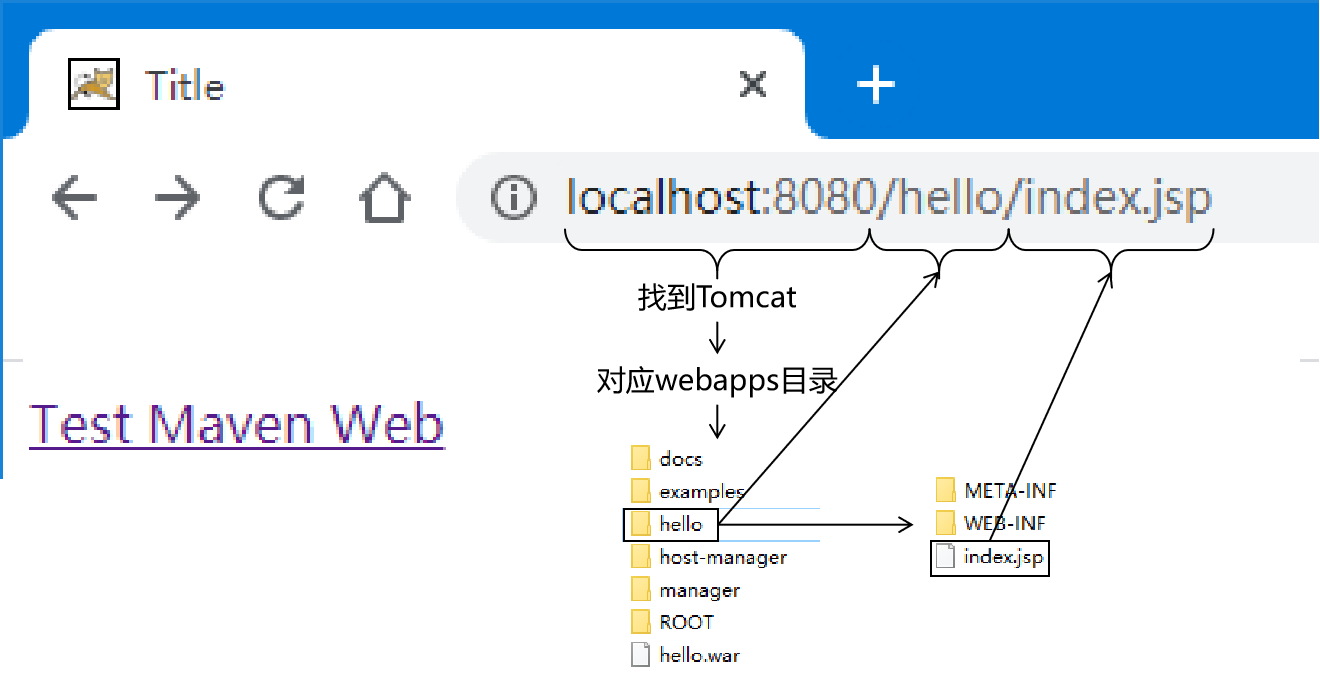 Title
localhost:8080/hello/index.jsp
找到Tomcat
对应webapps目录
Test Maven Web
docs
examples
hello
host-manager
manager
ROOT
hello.war
META-INF
WEB-INF
index.jsp